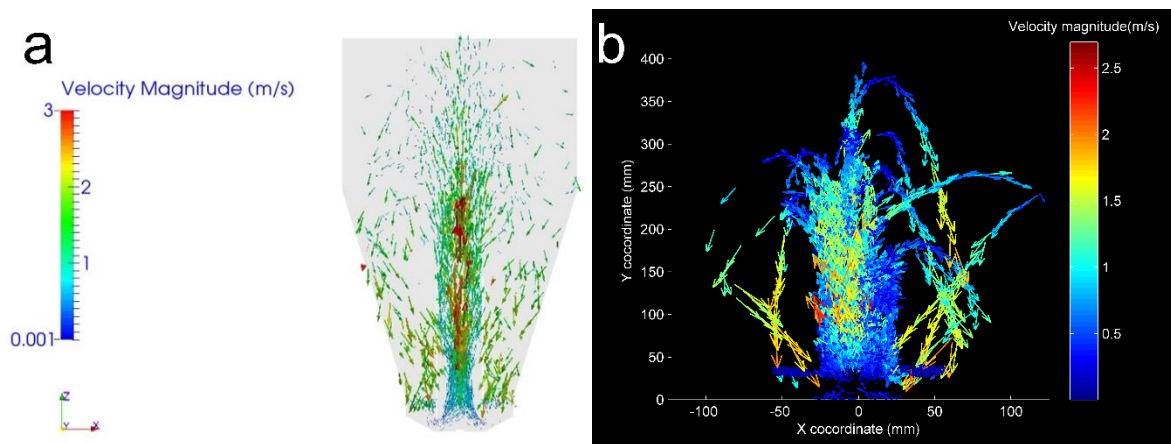 a
Velocity Magnitude (m/s)
3
2
1
0.001
Z
Y
X
b
Velocity magnitude(m/s)
2.5
2
1.5
1
0.5
Y cocordinate (mm)
400
350
300
250
200
150
100
50
0
-100
-50
0
50
100
X cocordinate (mm)